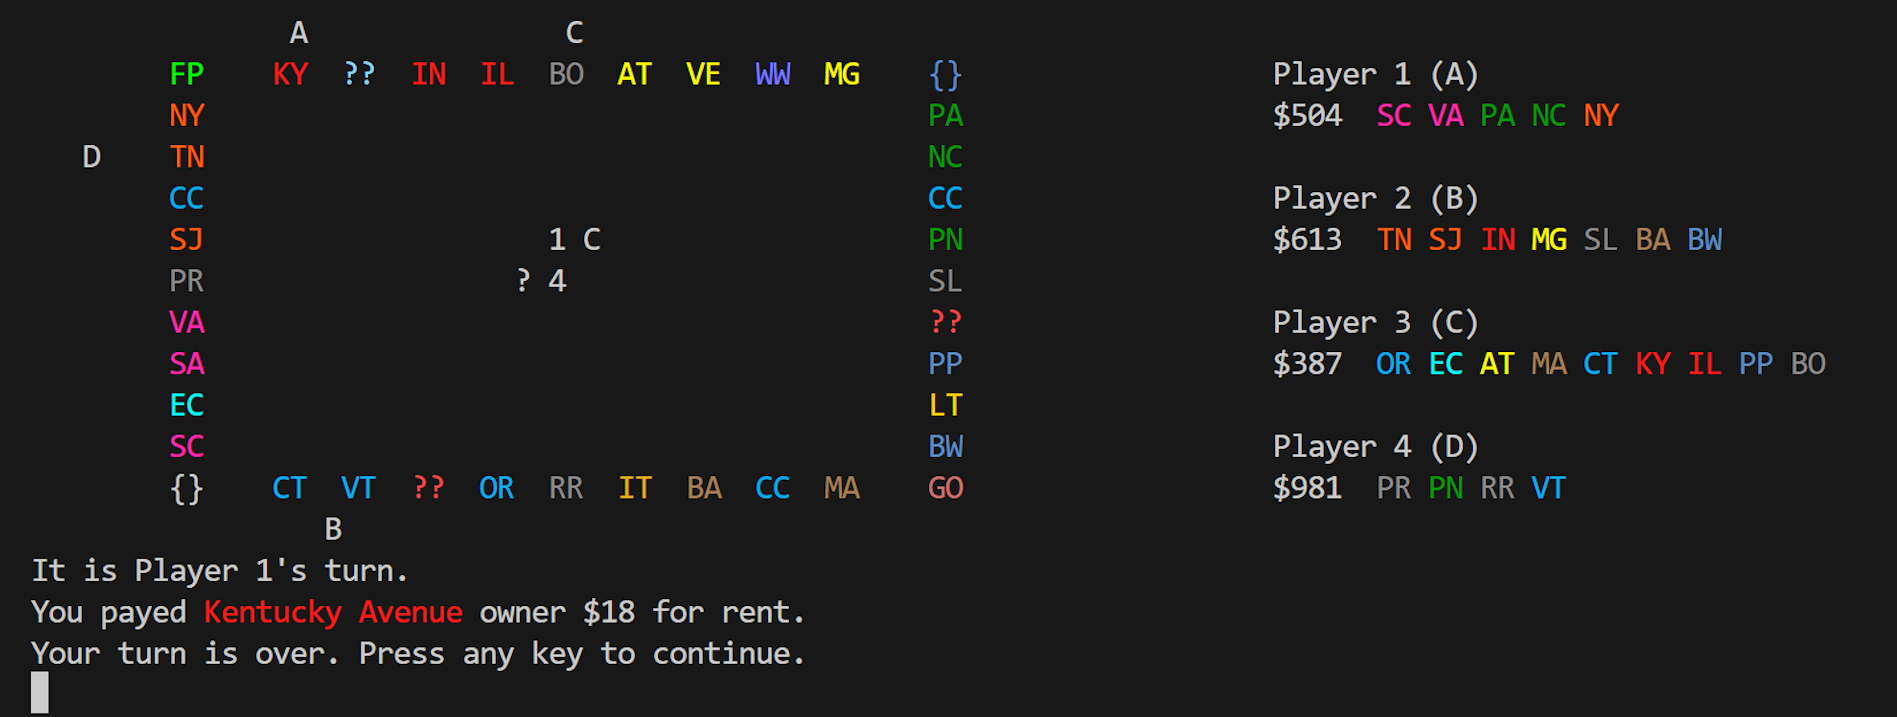 A C
FP KY ?? IN IL BO AT VE WW MG {} Player 1 (A)
NY PA $504 SC VA PA NC NY
D TN NC
CC CC Player 2 (B)
SJ 1 C PN $613 TN SJ IN MG SL BA BW
PR ? 4 SL
VA ?? Player 3 (C)
SA PP $387 OR EC AT MA CT KY IL PP BO
EC LT
SC BW Player 4 (D)
{} CT VT ?? OR RR IT BA CC MA GO $981 PR PN RR VT
B
It is Player 1's turn.
You payed Kentucky Avenue owner $18 for rent.
Your turn is over. Press any key to continue.